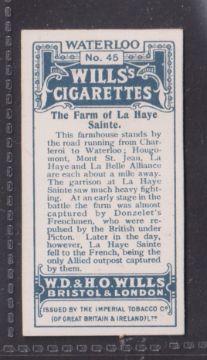 WATERLOO
No. 45
WILLS's
CIGARETTES
The Farm of La Haye
Sainte.
This farmhouse stands by
the road running from Char-
leroi to Waterloo; Hougo-
mont, Mont St. Jean, La
Haye and La Belle Alliance
are each about a mile away.
The garrison at La Haye
Sainte saw much heavy fight-
ing. At an early stage in the
battle the farm was almost
captured by Donzelet's
Frenchmen, who were re-
pulsed by the British under
Picton. Later in the day,
however, La Haye Sainte
fell to the French, being the
only Allied outpost captured
by them.
W.D. & H.O. WILLS
BRISTOL & LONDON.
ISSUED BY THE IMPERIAL TOBACCO Co
(OF GREAT BRITAIN & IRELAND) LTD